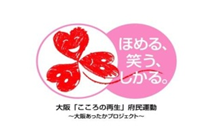 ほめる、
笑う、
しかる。
大阪「こころの再生」府民運動
～大阪あったかプロジェクト～